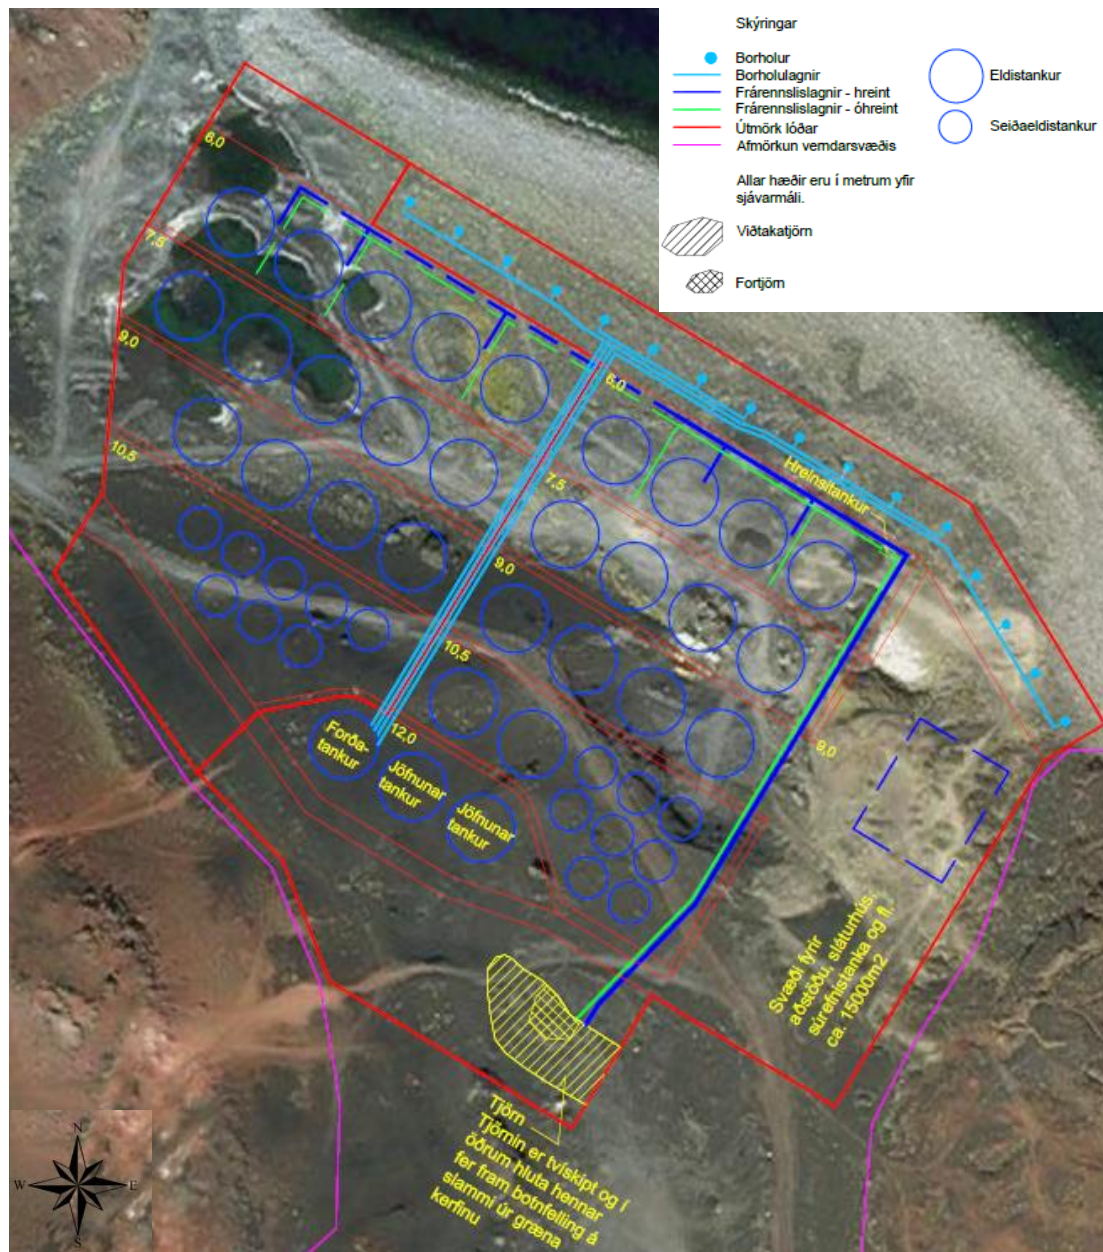 Skýringar
Borholur
Borholulagnir
Frárennslislagnir - hreint
Frárennslislagnir - óhreint
Útmörk lóðar
Afmörkun verndarsvæðis
Eldistankur
Seiðaeldistankur
Allar hæðir eru í metrum yfir
sjávarmáli.
Viðtakatjörn
Fortjörn
6,0
7,5
9,0
10,5
6,0
7,5
9,0
10,5
12,0
Hreinsitankur
9,0
Forða-
tankur
Jöfnunar
tankur
Jöfnunar
tankur
Svæði fyrir
aðstöðu, sláturhús,
súrefnistanka og fl.
ca. 15000m2
Tjörn
Tjörnin er tvískipt og í
öðrum hluta hennar
fer fram botnfelling á
slammi úr græna
kerfinu
N
W
E
S